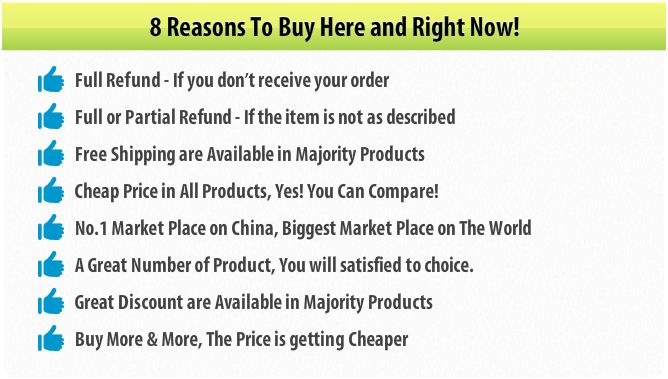 8 Reasons To Buy Here and Right Now!
Full Refund - If you don't receive your order
Full or Partial Refund - If the item is not as described
Free Shipping are Available in Majority Products
Cheap Price in All Products, Yes! You Can Compare!
No.1 Market Place on China, Biggest Market Place on The World
A Great Number of Product, You will satisfied to choice.
Great Discount are Available in Majority Products
Buy More & More, The Price is getting Cheaper